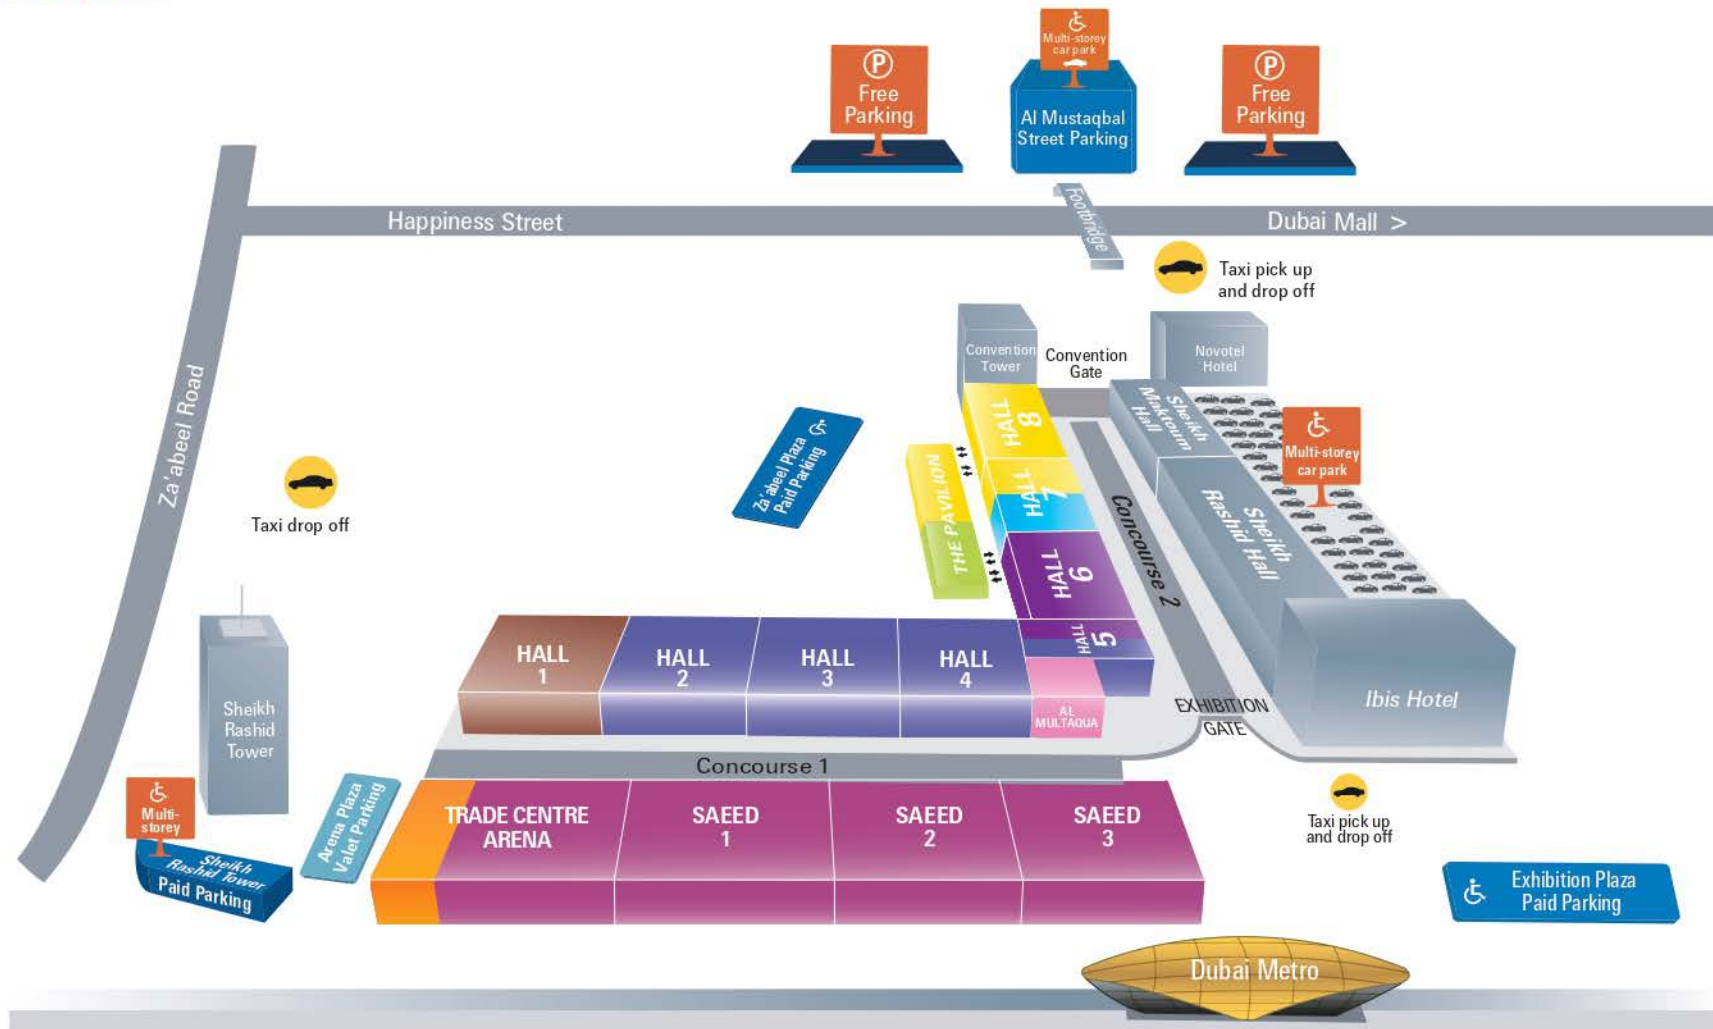 Multi-storey
car park
P
Free
Parking
Al Mustaqbal
Street Parking
P
Free
Parking
Footbridge
Happiness Street
Dubai Mall >
Taxi pick up
and drop off
Za'abeel Road
Convention
Tower
Convention
Gate
Novotel
Hotel
Sheikh
Maktoum
Hall
HALL
8
Za'abeel Plaza
Paid Parking
THE PAVILION
HALL
7
Multi-storey
car park
Taxi drop off
Concourse 2
Sheikh
Rashid Hall
HALL
6
HALL
5
HALL
1
HALL
2
HALL
3
HALL
4
AL
MULTAQUA
EXHIBITION
GATE
Ibis Hotel
Sheikh
Rashid
Tower
Concourse 1
Multi-
storey
Sheikh
Rashid Tower
Paid Parking
Arena Plaza
Valet Parking
TRADE CENTRE
ARENA
SAEED
1
SAEED
2
SAEED
3
Taxi pick up
and drop off
Exhibition Plaza
Paid Parking
Dubai Metro